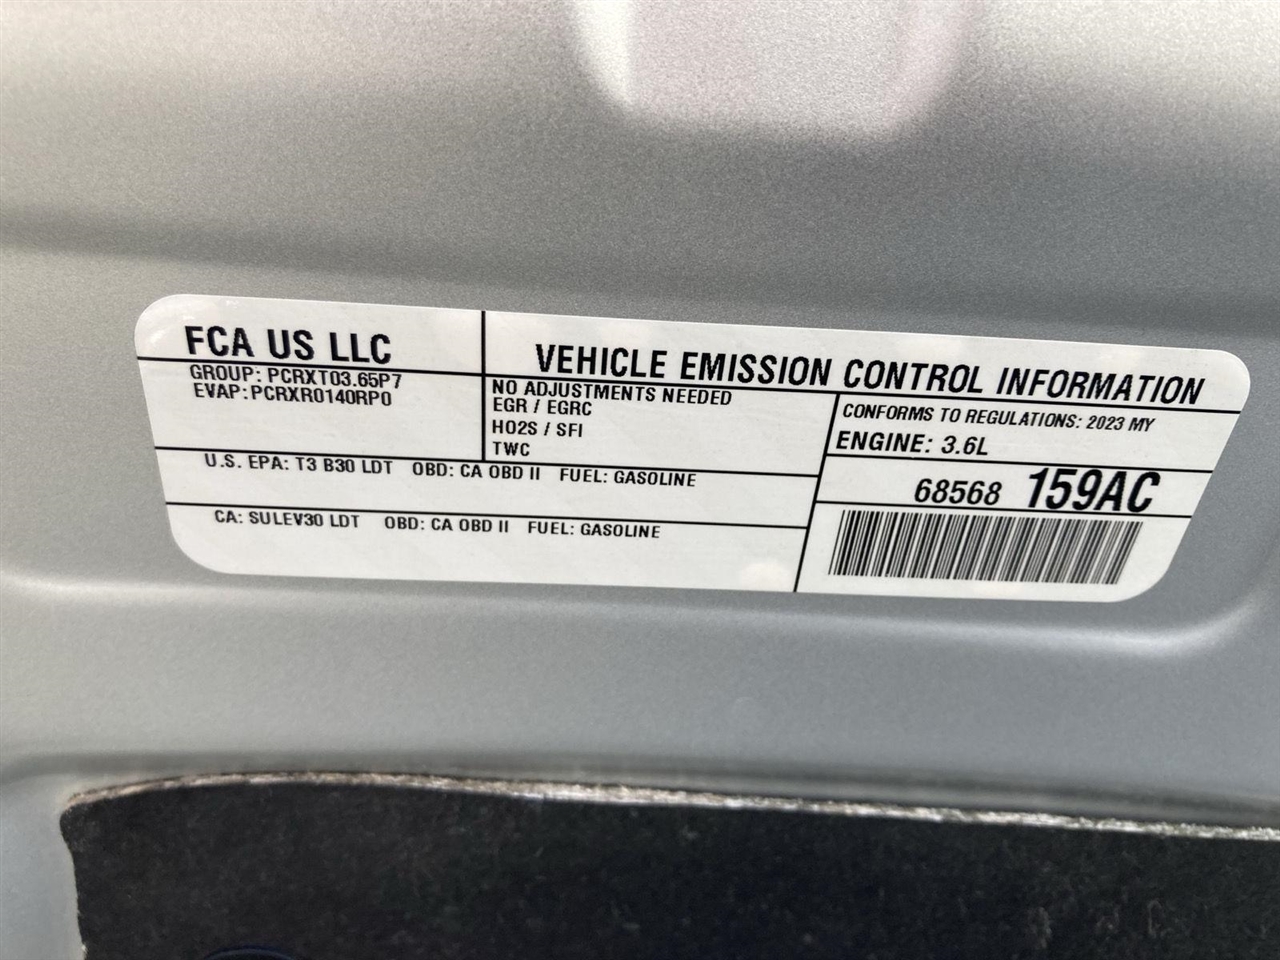 FCA US LLC
VEHICLE EMISSION CONTROL INFORMATION
GROUP: PCRXT03.65P7
EVAP: PCRXR0140RP0
NO ADJUSTMENTS NEEDED
EGR / EGRC
HO2S / SFI
TWC
CONFORMS TO REGULATIONS: 2023 MY
ENGINE: 3.6L
U.S. EPA: T3 B30 LDT OBD: CA OBD II FUEL: GASOLINE
68568 159AC
CA: SULEV30 LDT OBD: CA OBD II FUEL: GASOLINE